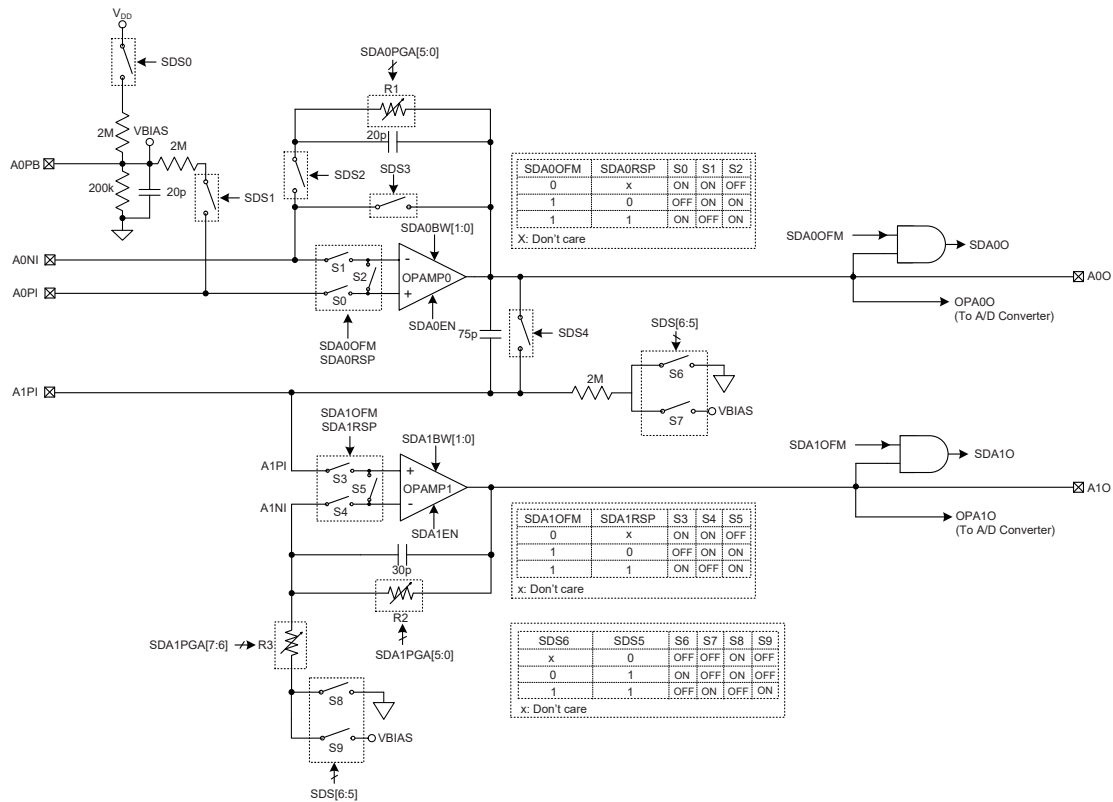 VDD
SDS0
SDA0PGA[5:0]
R1
2M
VBIAS
2M
20p
A0PB
SDS2
SDS3
200k
20p
SDS1
SDA0OFM SDA0RSP S0 S1 S2
0 x ON ON OFF
1 0 OFF ON ON
1 1 ON OFF ON
X: Don't care
SDA0BW[1:0]
SDA0OFM
SDA0O
A0NI
S1
S2
-
OPAMP0
A0O
A0PI
S0
+
SDA0EN
OPA0O
(To A/D Converter)
SDA0OFM
SDA0RSP
75p
SDS4
SDS[6:5]
S6
2M
A1PI
S7
VBIAS
SDA1OFM
SDA1RSP
SDA1BW[1:0]
SDA1OFM
SDA1O
A1PI
S3
S5
+
OPAMP1
A1O
A1NI
S4
-
SDA1EN
OPA1O
(To A/D Converter)
SDA1OFM SDA1RSP S3 S4 S5
0 x ON ON OFF
1 0 OFF ON ON
1 1 ON OFF ON
x: Don't care
30p
R2
SDA1PGA[5:0]
SDA1PGA[7:6]
R3
SDS6 SDS5 S6 S7 S8 S9
x 0 OFF OFF ON OFF
0 1 ON OFF ON OFF
1 1 OFF ON OFF ON
x: Don't care
S8
S9
VBIAS
SDS[6:5]